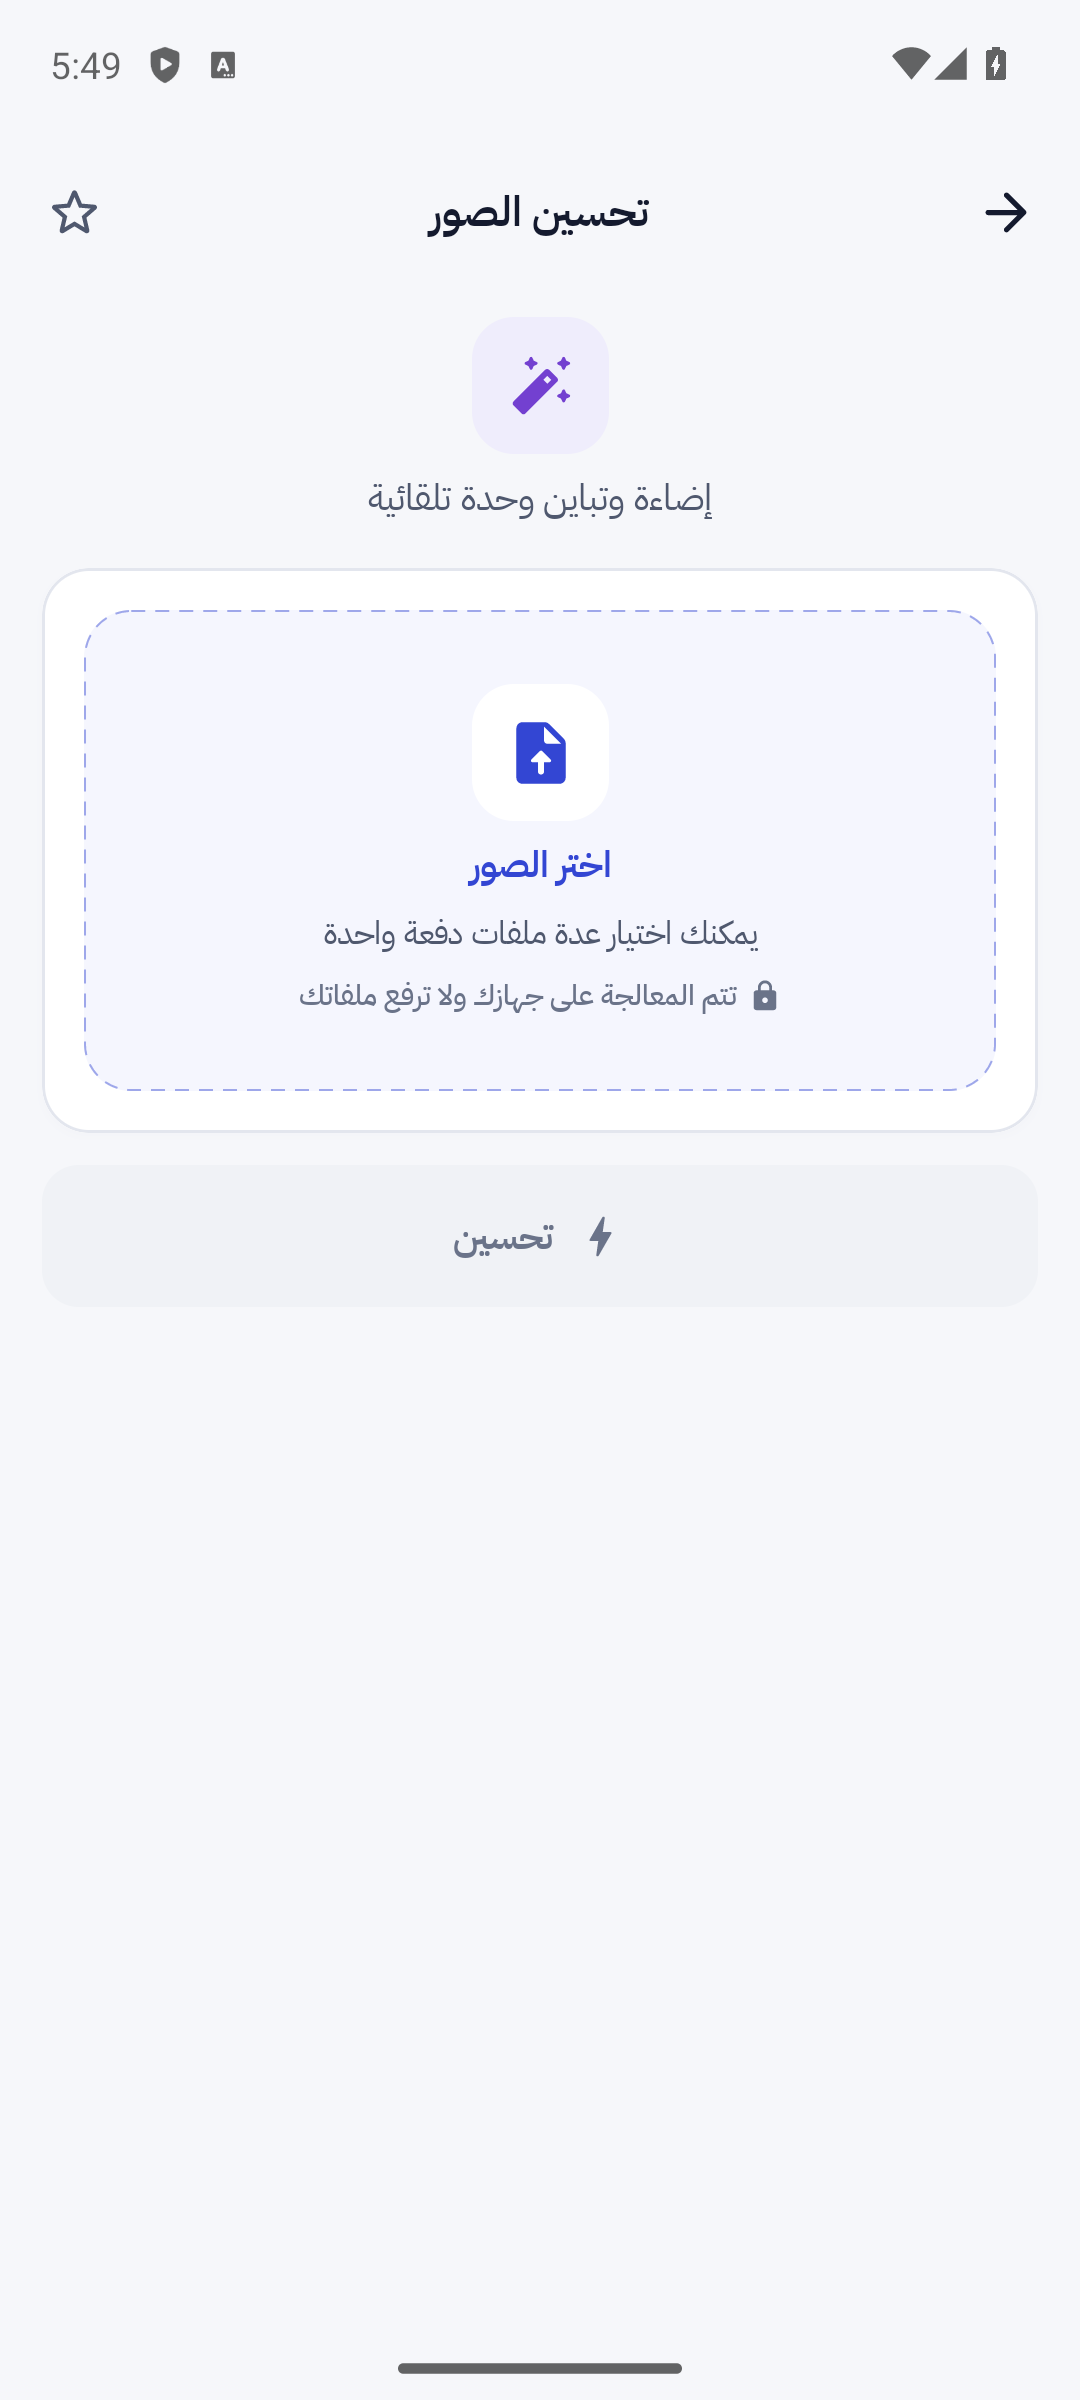 5:49
تحسين الصور
إضاءة وتباين وحدة تلقائية
اختر الصور
يمكنك اختيار عدة ملفات دفعة واحدة
تتم المعالجة على جهازك ولا ترفع ملفاتك
تحسين